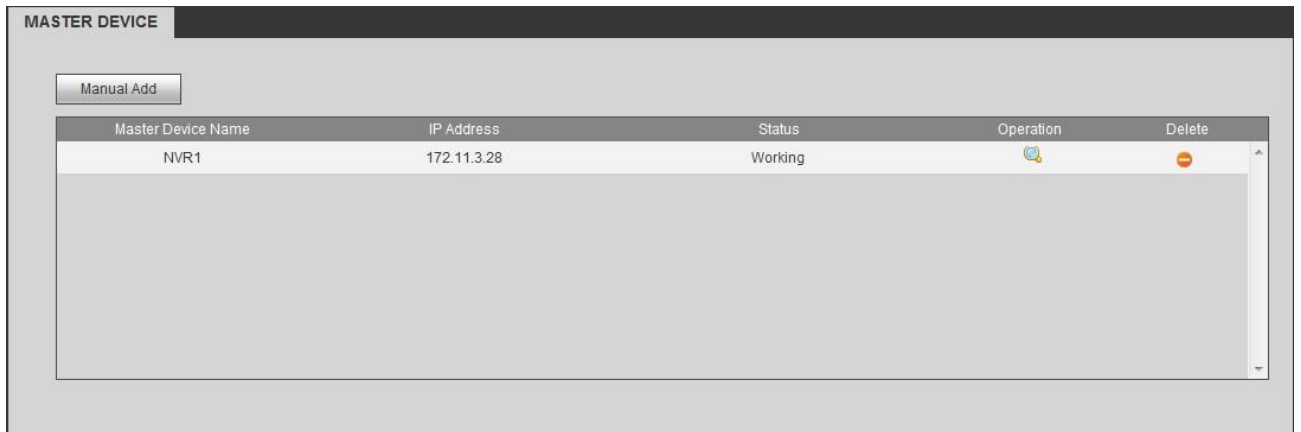 MASTER DEVICE
Manual Add
Master Device Name IP Address Status Operation Delete
NVR1 172.11.3.28 Working